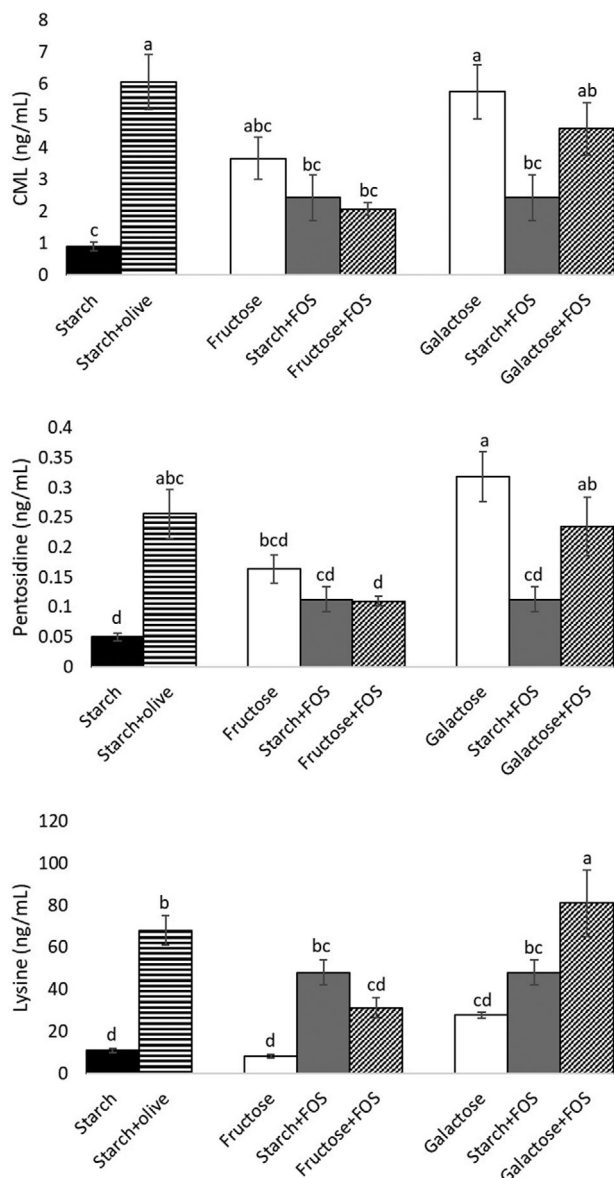 8
7
6
5
4
3
2
1
0
CML (ng/mL)
c
a
abc
bc
bc
a
bc
ab
Starch
Starch+olive
Fructose
Starch+FOS
Fructose+FOS
Galactose
Starch+FOS
Galactose+FOS
0.4
0.35
0.3
0.25
0.2
0.15
0.1
0.05
0
Pentosidine (ng/mL)
d
abc
bcd
cd
d
a
cd
ab
Starch
Starch+olive
Fructose
Starch+FOS
Fructose+FOS
Galactose
Starch+FOS
Galactose+FOS
120
100
80
60
40
20
0
Lysine (ng/mL)
d
b
d
bc
cd
cd
bc
a
Starch
Starch+olive
Fructose
Starch+FOS
Fructose+FOS
Galactose
Starch+FOS
Galactose+FOS